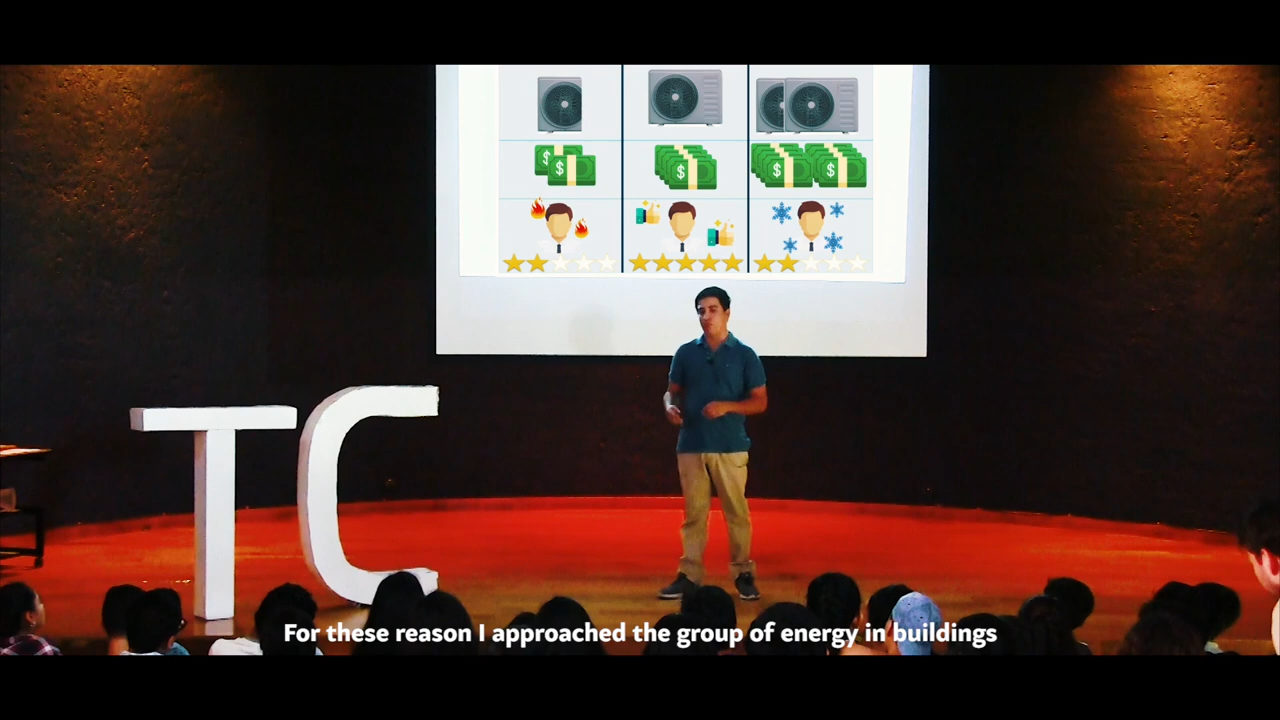 $ $ $ $ $
TC
For these reason I approached the group of energy in buildings